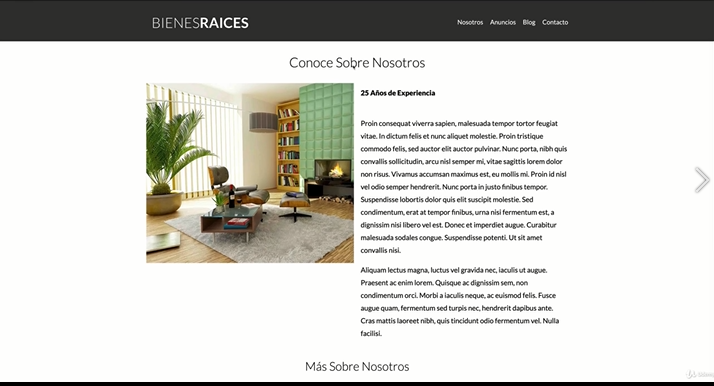 BIENESRAICES
Nosotros Anuncios Blog Contacto
Conoce Sobre Nosotros
25 Años de Experiencia
Proin consequat viverra sapien, malesuada tempor tortor feugiat
vitae. In dictum felis et nunc aliquet molestie. Proin tristique
commodo felis, sed auctor elit auctor pulvinar. Nunc porta, nibh quis
convallis sollicitudin, arcu nisl semper mi, vitae sagittis lorem dolor
non risus. Vivamus accumsan maximus est, eu mollis mi. Proin id nisl
vel odio semper hendrerit. Nunc porta in justo finibus tempor.
Suspendisse lobortis dolor quis elit suscipit molestie. Sed
condimentum, erat at tempor finibus, urna nisi fermentum est, a
dignissim nisi libero vel est. Donec et imperdiet augue. Curabitur
malesuada sodales congue. Suspendisse potenti. Ut sit amet
convallis nisi.
Aliquam lectus magna, luctus vel gravida nec, iaculis ut augue.
Praesent ac enim lorem. Quisque ac dignissim sem, non
condimentum orci. Morbi a iaculis neque, ac euismod felis. Fusce
augue quam, fermentum sed turpis nec, hendrerit dapibus ante.
Cras mattis laoreet nibh, quis tincidunt odio fermentum vel. Nulla
facilisi.
Más Sobre Nosotros